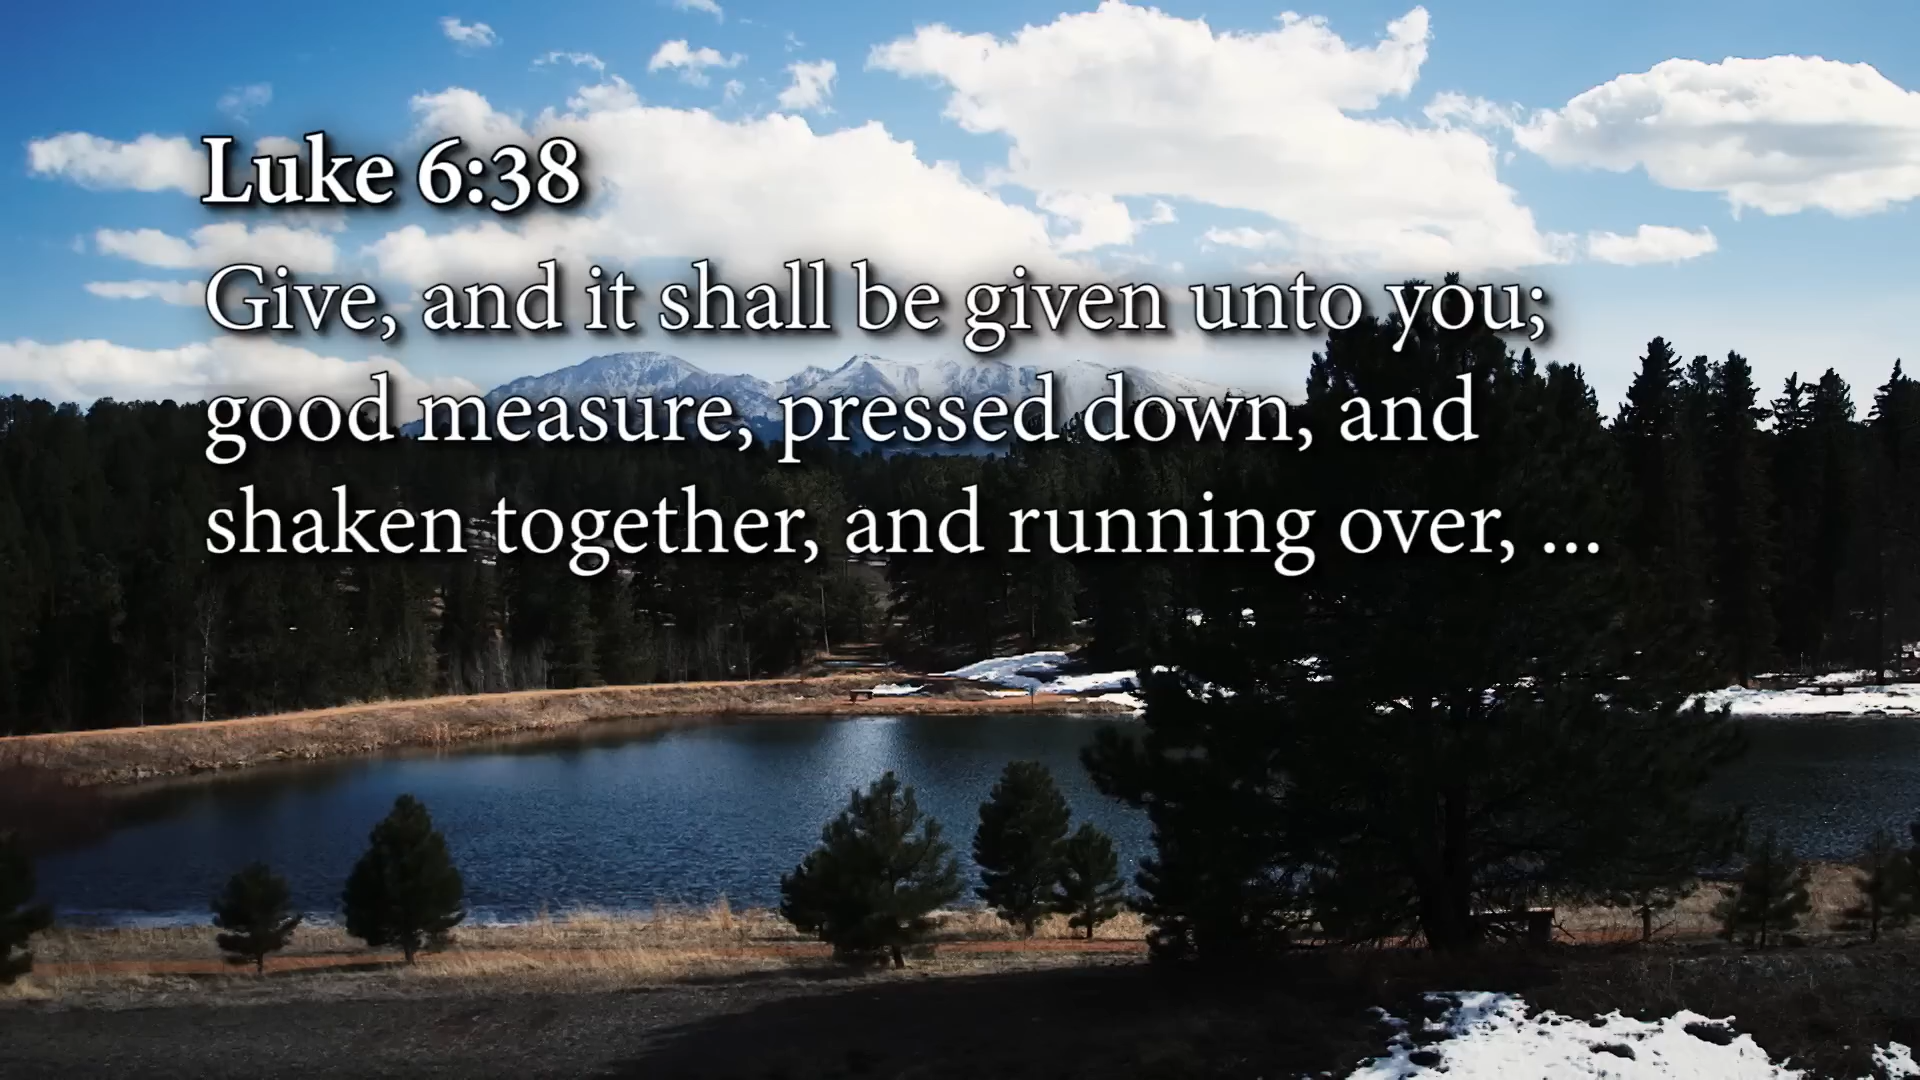 Luke 6:38
Give, and it shall be given unto you;
good measure, pressed down, and
shaken together, and running over, ...